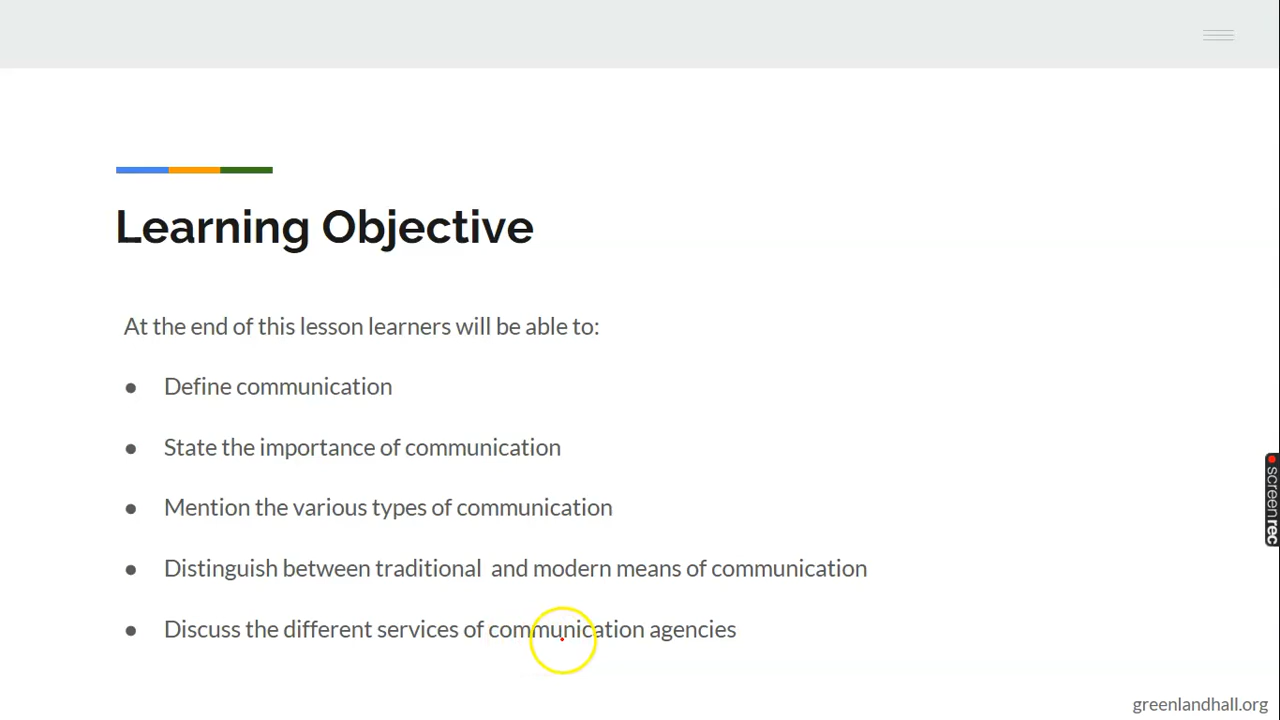 Learning Objective
At the end of this lesson learners will be able to:
● Define communication
● State the importance of communication
● Mention the various types of communication
● Distinguish between traditional  and modern means of communication
● Discuss the different services of communication agencies
screenrec
greenlandhall.org